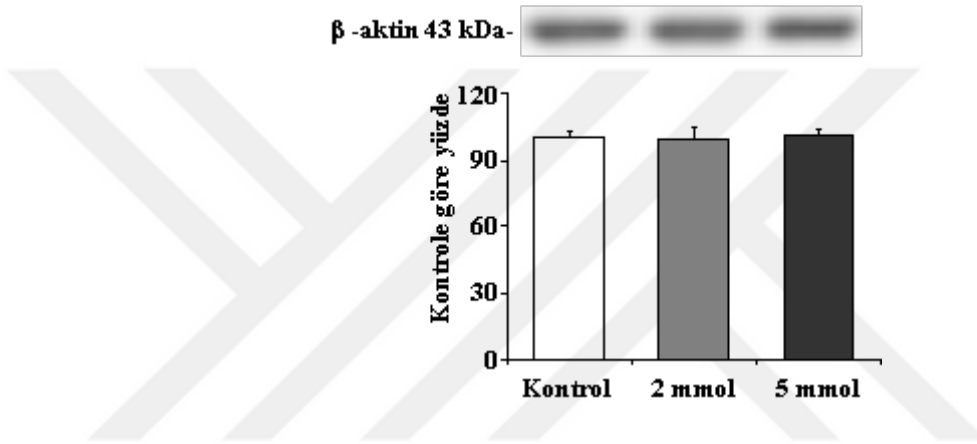 β -aktin 43 kDa-
Kontrole göre yüzde
120
90
60
30
0
Kontrol 2 mmol 5 mmol